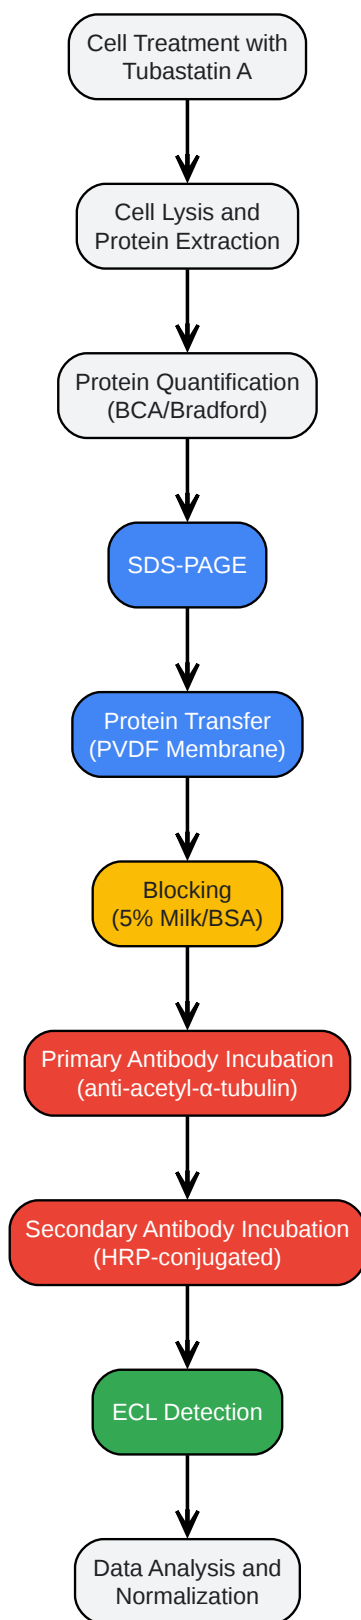 Cell Treatment with
Tubastatin A
Cell Lysis and
Protein Extraction
Protein Quantification
(BCA/Bradford)
SDS-PAGE
Protein Transfer
(PVDF Membrane)
Blocking
(5% Milk/BSA)
Primary Antibody Incubation
(anti-acetyl-α-tubulin)
Secondary Antibody Incubation
(HRP-conjugated)
ECL Detection
Data Analysis and
Normalization